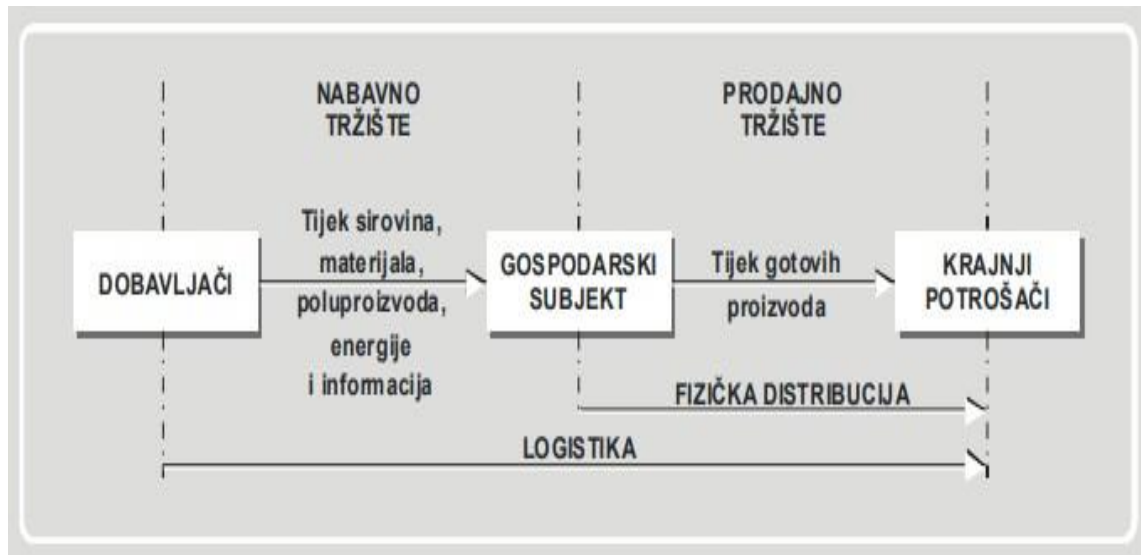 NABAVNO
TRŽIŠTE
PRODAJNO
TRŽIŠTE
DOBAVLJAČI
Tijek sirovina,
materijala,
poluproizvoda,
energije
i informacija
GOSPODARSKI
SUBJEKT
Tijek gotovih
proizvoda
KRAJNJI
POTROŠAČI
FIZIČKA DISTRIBUCIJA
LOGISTIKA